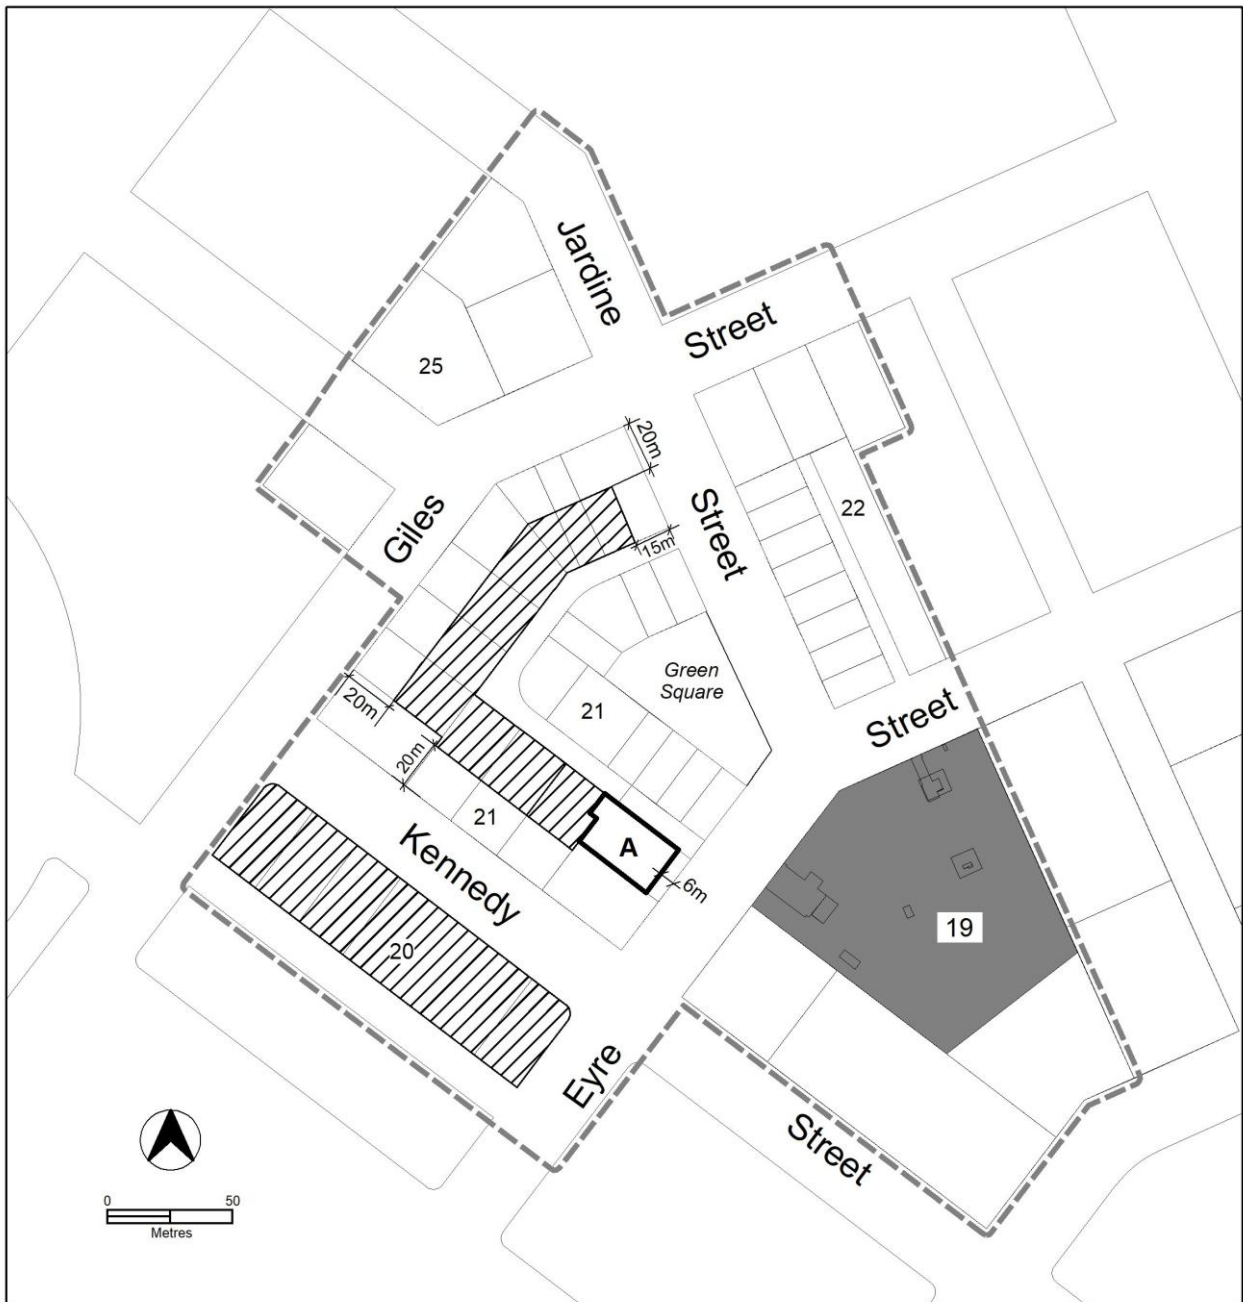 Jardine
Street
25
20m
Giles
Street
22
15m
Green
Square
20m
21
Street
20m
21
A
6m
Kennedy
19
20
Eyre
Street
0 50
Metres